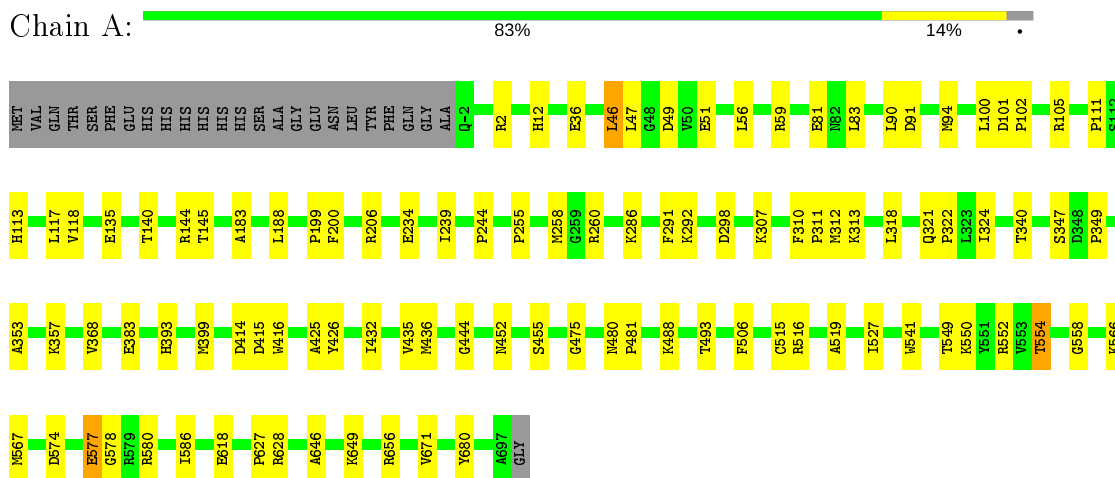 Chain A:
83% 14% •
MET VAL GLN THR SER PHE GLU HIS HIS HIS HIS HIS HIS SER ALA GLY GLU ASN LEU TYR PHE GLN GLY ALA Q-2 R2 H12 E36 L46 L47 G48 D49 V50 E51 L56 R59 E81 N82 L83 L90 D91 M94 L100 D101 P102 R105 P111 S112
H113 L117 V118 E135 T140 R144 T145 A183 L188 P199 F200 R206 E234 I239 P244 P255 M258 G259 R260 K286 F291 K292 D298 K307 F310 P311 M312 K313 L318 Q321 P322 L323 I324 T340 S347 D348 P349
A353 K357 V368 E383 H393 M399 D414 D415 W416 A425 Y426 I432 V435 M436 G444 N452 S455 G475 N480 P481 K488 T493 F506 C515 R516 A519 I527 W541 T549 K550 Y551 R552 V553 T554 G558 K566
M567 D574 E577 G578 R579 R580 I586 E618 P627 R628 A646 K649 R656 V671 Y680 A697 GLY